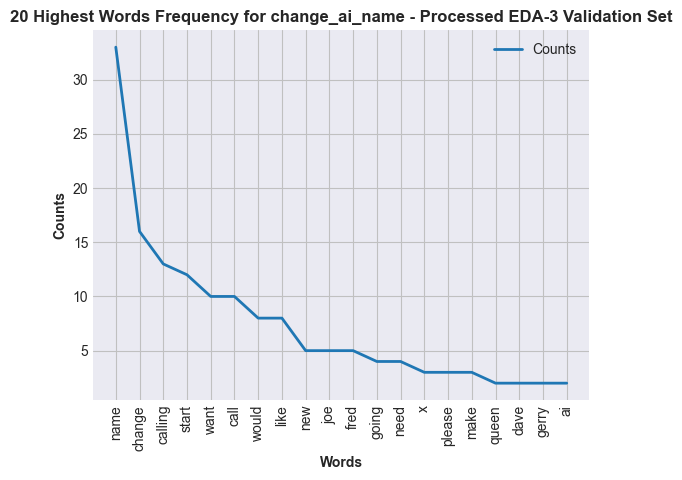 20 Highest Words Frequency for change_ai_name - Processed EDA-3 Validation Set
Counts
30
25
20
15
10
5
Counts
name
change
calling
start
want
call
would
like
new
joe
fred
going
need
x
please
make
queen
dave
gerry
ai
Words